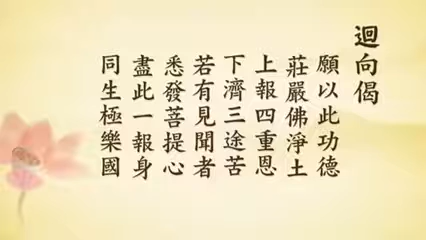 迴向偈
願以此功德
莊嚴佛淨土
上報四重恩
下濟三途苦
若有見聞者
悉發菩提心
盡此一報身
同生極樂國